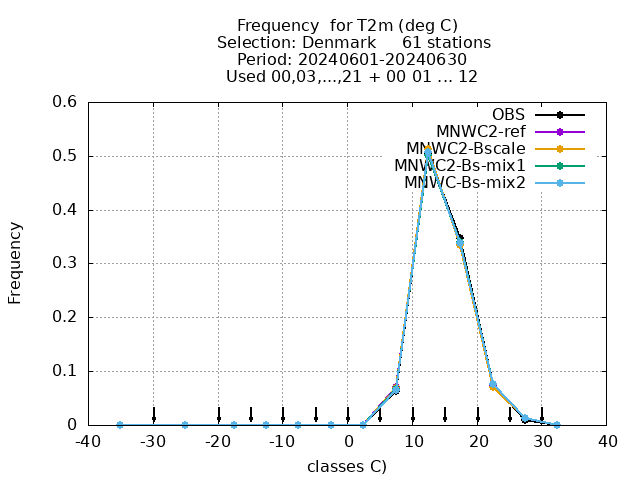 Frequency  for T2m (deg C)
Selection: Denmark     61 stations
Period: 20240601-20240630
Used 00,03,...,21 + 00 01 ... 12
OBS
MNWC2-ref
MNWC2-Bscale
MNWC2-Bs-mix1
MNWC-Bs-mix2
Frequency
0.6
0.5
0.4
0.3
0.2
0.1
0
-40 -30 -20 -10 0 10 20 30 40
classes C)